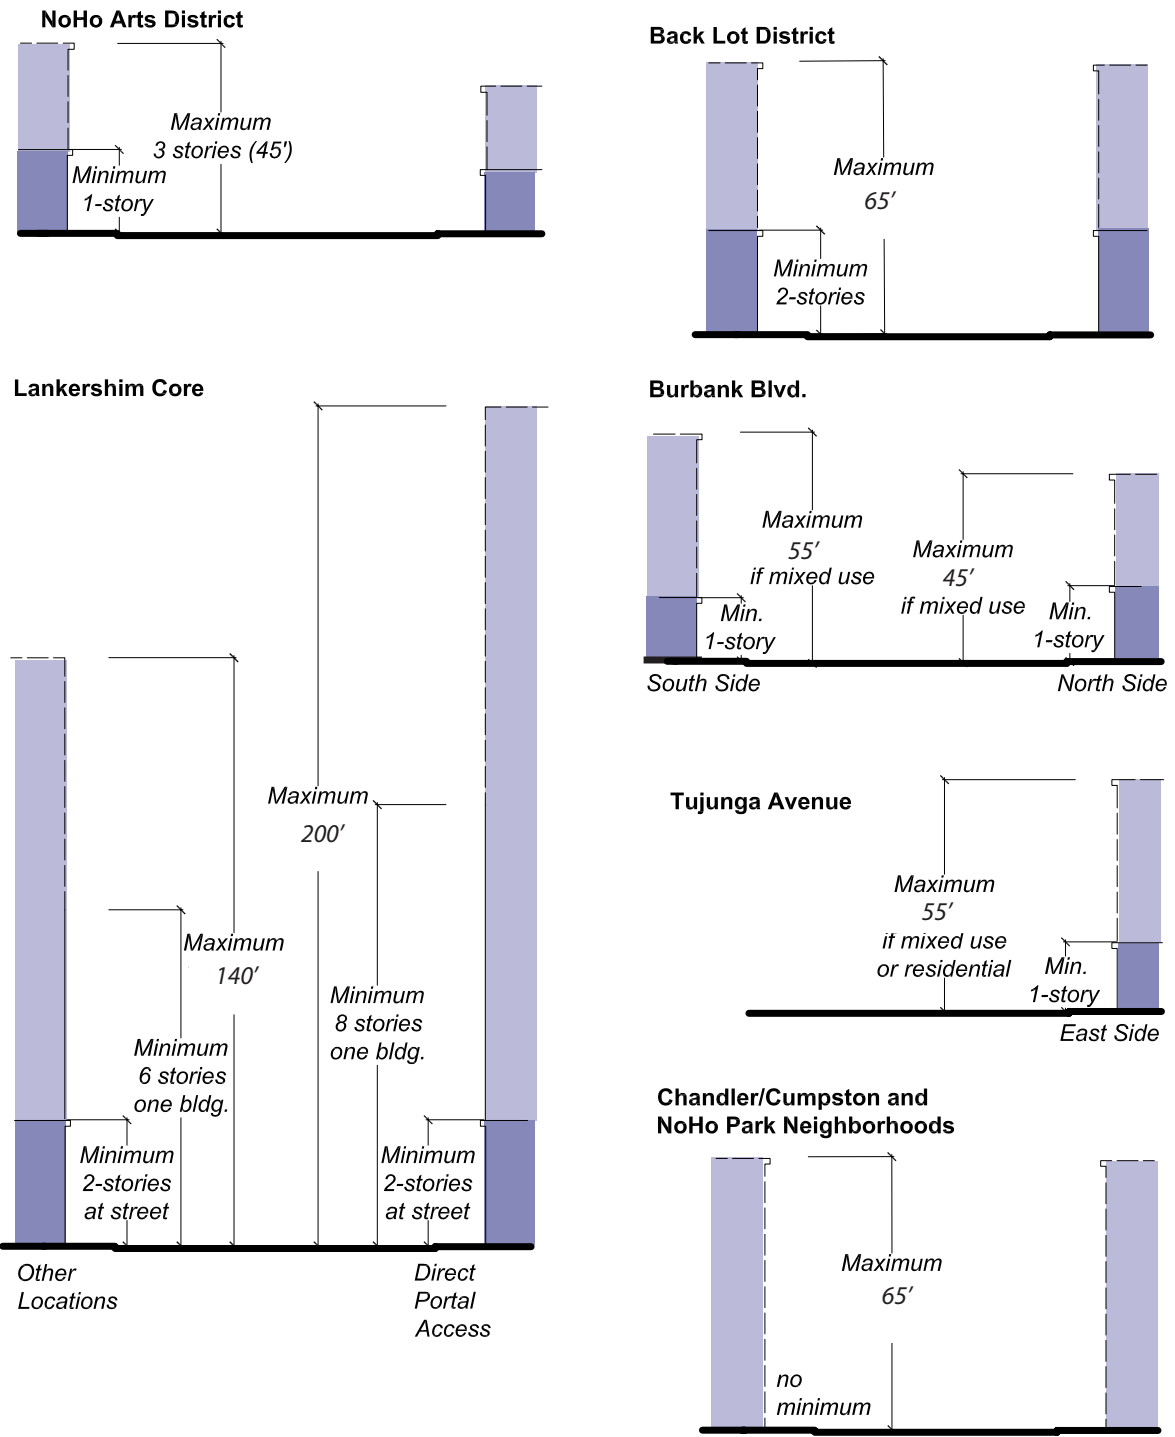 NoHo Arts District
Maximum
3 stories (45')
Minimum
1-story
Back Lot District
Maximum
65'
Minimum
2-stories
Lankershim Core
Maximum
200'
Maximum
140'
Minimum
8 stories
one bldg.
Minimum
6 stories
one bldg.
Minimum
2-stories
at street
Minimum
2-stories
at street
Other
Locations
Direct
Portal
Access
Burbank Blvd.
Maximum
55'
if mixed use
Maximum
45'
if mixed use
Min.
1-story
Min.
1-story
South Side
North Side
Tujunga Avenue
Maximum
55'
if mixed use
or residential
Min.
1-story
East Side
Chandler/Cumpston and
NoHo Park Neighborhoods
Maximum
65'
no
minimum